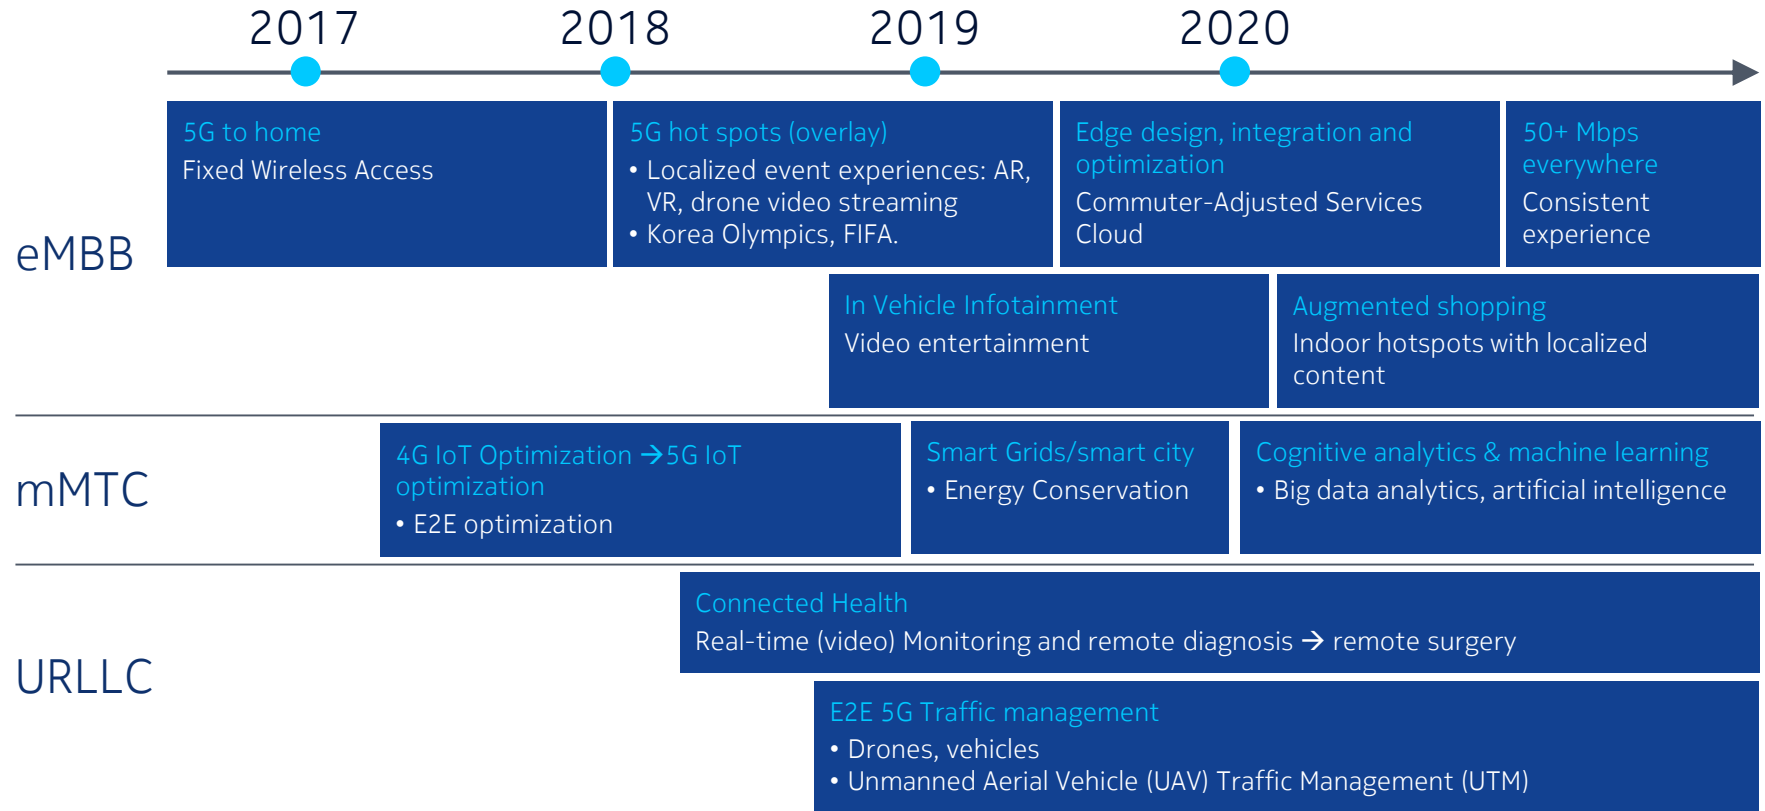 2017
2018
2019
2020
eMBB
5G to home
Fixed Wireless Access
5G hot spots (overlay)
• Localized event experiences: AR,
VR, drone video streaming
• Korea Olympics, FIFA.
Edge design, integration and
optimization
Commuter-Adjusted Services
Cloud
50+ Mbps
everywhere
Consistent
experience
In Vehicle Infotainment
Video entertainment
Augmented shopping
Indoor hotspots with localized
content
mMTC
4G IoT Optimization →5G IoT
optimization
• E2E optimization
Smart Grids/smart city
• Energy Conservation
Cognitive analytics & machine learning
• Big data analytics, artificial intelligence
URLLC
Connected Health
Real-time (video) Monitoring and remote diagnosis → remote surgery
E2E 5G Traffic management
• Drones, vehicles
• Unmanned Aerial Vehicle (UAV) Traffic Management (UTM)